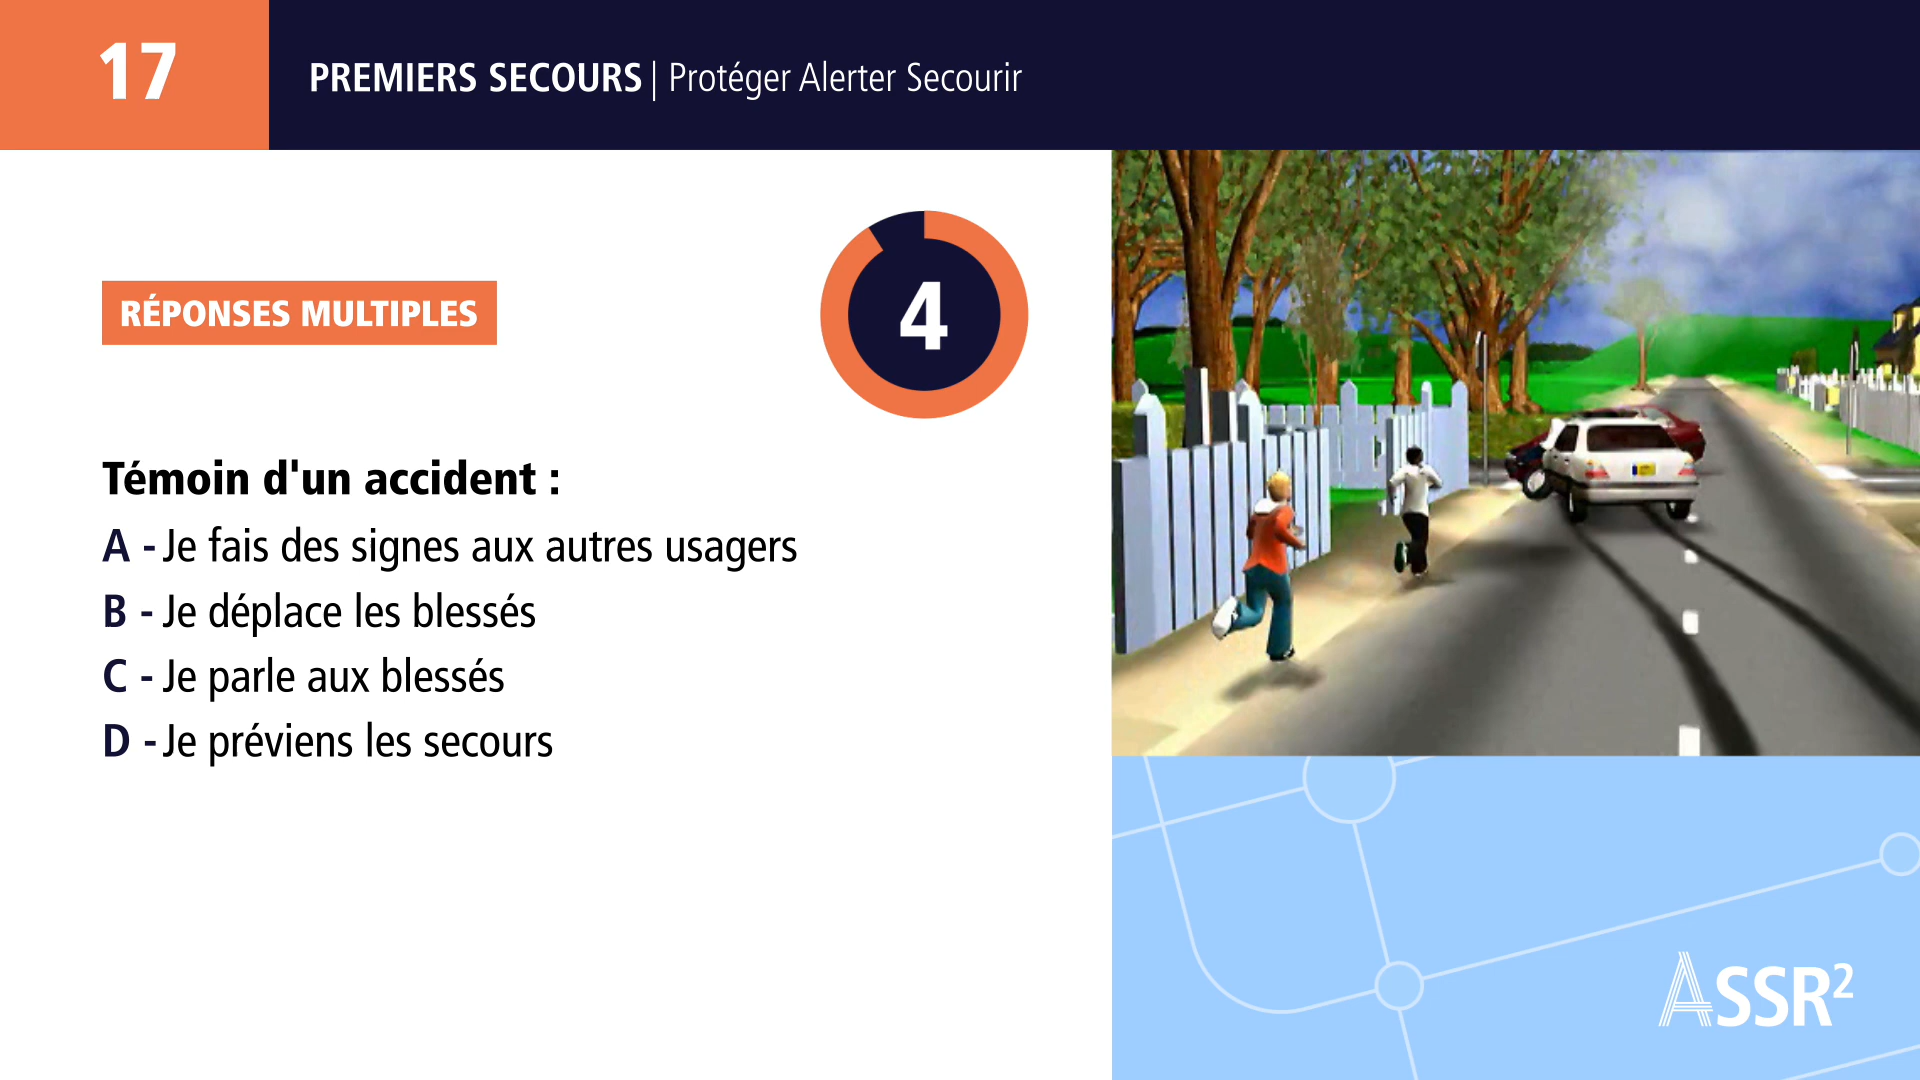 17
PREMIERS SECOURS | Protéger Alerter Secourir
RÉPONSES MULTIPLES
4
Témoin d'un accident :
A - Je fais des signes aux autres usagers
B - Je déplace les blessés
C - Je parle aux blessés
D - Je préviens les secours
ASSR²